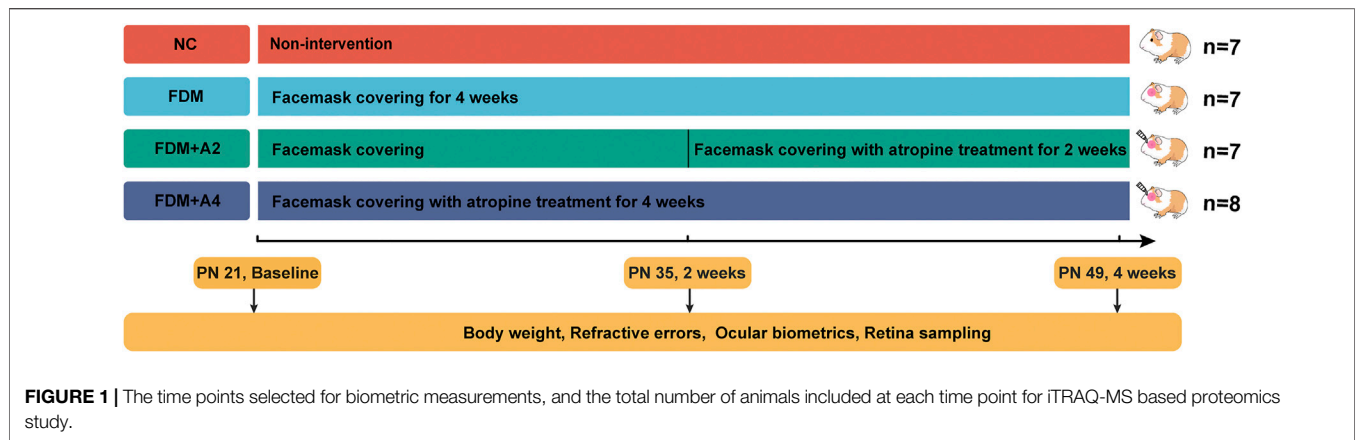 NC
Non-intervention
n=7
FDM
Facemask covering for 4 weeks
n=7
FDM+A2
Facemask covering
Facemask covering with atropine treatment for 2 weeks
n=7
FDM+A4
Facemask covering with atropine treatment for 4 weeks
n=8
PN 21, Baseline
PN 35, 2 weeks
PN 49, 4 weeks
Body weight, Refractive errors, Ocular biometrics, Retina sampling
FIGURE 1 | The time points selected for biometric measurements, and the total number of animals included at each time point for iTRAQ-MS based proteomics
study.